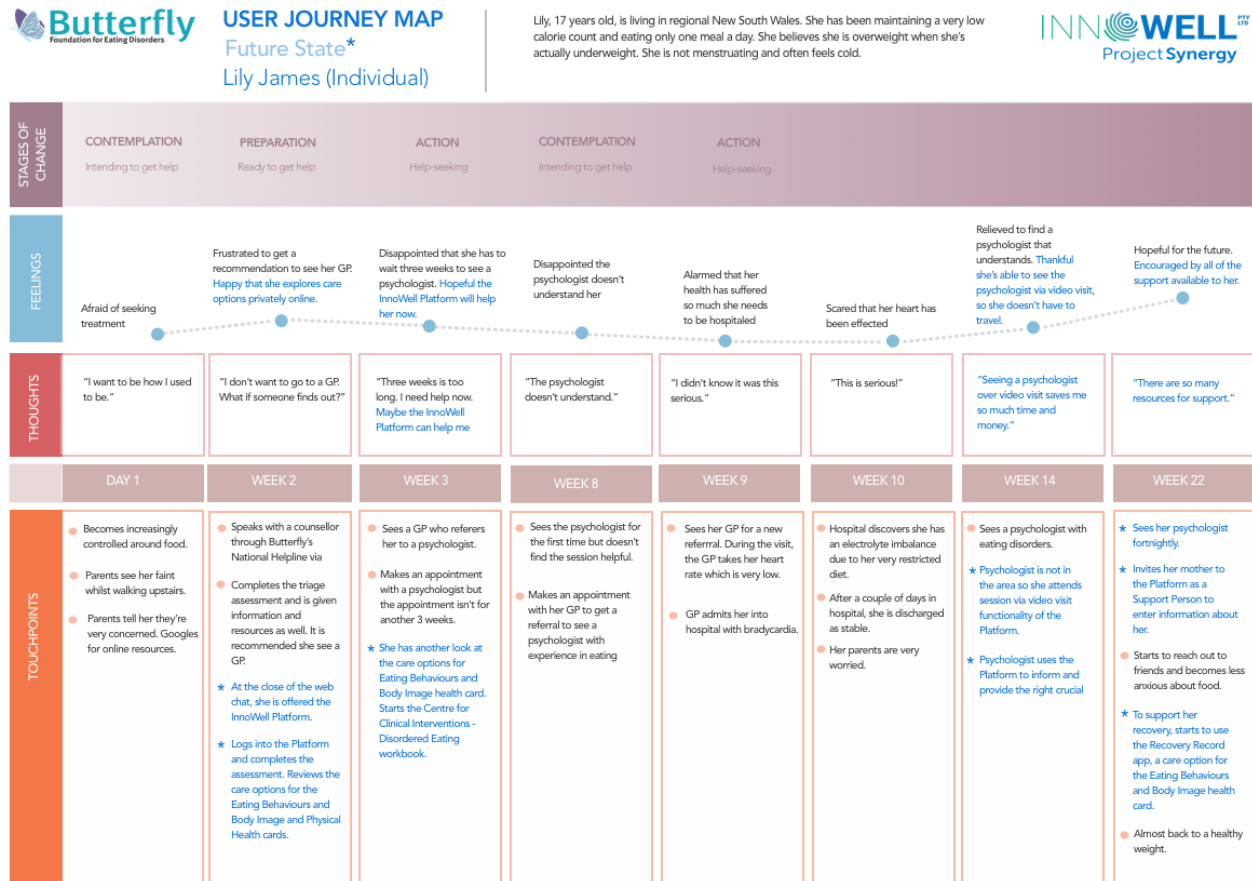 Butterfly
Foundation for Eating Disorders
USER JOURNEY MAP
Future State*
Lily James (Individual)
Lily, 17 years old, is living in regional New South Wales. She has been maintaining a very low
calorie count and eating only one meal a day. She believes she is overweight when she's
actually underweight. She is not menstruating and often feels cold.
INNOWELL PTY LTD
Project Synergy
STAGES OF
CHANGE
CONTEMPLATION
Intending to get help
PREPARATION
Ready to get help
ACTION
Help-seeking
CONTEMPLATION
Intending to get help
ACTION
Help-seeking
FEELINGS
Afraid of seeking
treatment
Frustrated to get a
recommendation to see her GP.
Happy that she explores care
options privately online.
Disappointed that she has to
wait three weeks to see a
psychologist. Hopeful the
InnoWell Platform will help
her now.
Disappointed the
psychologist doesn't
understand her
Alarmed that her
health has suffered
so much she needs
to be hospitaled
Scared that her heart has
been effected
Relieved to find a
psychologist that
understands. Thankful
she's able to see the
psychologist via video visit,
so she doesn't have to
travel.
Hopeful for the future.
Encouraged by all of the
support available to her.
THOUGHTS
"I want to be how I used
to be."
"I don't want to go to a GP.
What if someone finds out?"
"Three weeks is too
long. I need help now.
Maybe the InnoWell
Platform can help me
"The psychologist
doesn't understand."
"I didn't know it was this
serious."
"This is serious!"
"Seeing a psychologist
over video visit saves me
so much time and
money."
"There are so many
resources for support."
DAY 1
WEEK 2
WEEK 3
WEEK 8
WEEK 9
WEEK 10
WEEK 14
WEEK 22
TOUCHPOINTS
Becomes increasingly
controlled around food.
Parents see her faint
whilst walking upstairs.
Parents tell her they're
very concerned. Googles
for online resources.
Speaks with a counsellor
through Butterfly's
National Helpline via
Completes the triage
assessment and is given
information and
resources as well. It is
recommended she see a
GP.
* At the close of the web
chat, she is offered the
InnoWell Platform.
* Logs into the Platform
and completes the
assessment. Reviews the
care options for the
Eating Behaviours and
Body Image and Physical
Health cards.
Sees a GP who referers
her to a psychologist.
Makes an appointment
with a psychologist but
the appointment isn't for
another 3 weeks.
* She has another look at
the care options for
Eating Behaviours and
Body Image health card.
Starts the Centre for
Clinical Interventions -
Disordered Eating
workbook.
Sees the psychologist for
the first time but doesn't
find the session helpful.
Makes an appointment
with her GP to get a
referral to see a
psychologist with
experience in eating
Sees her GP for a new
referrral. During the visit,
the GP takes her heart
rate which is very low.
GP admits her into
hospital with bradycardia.
Hospital discovers she has
an electrolyte imbalance
due to her very restricted
diet.
After a couple of days in
hospital, she is discharged
as stable.
Her parents are very
worried.
Sees a psychologist with
eating disorders.
* Psychologist is not in
the area so she attends
session via video visit
functionality of the
Platform.
* Psychologist uses the
Platform to inform and
provide the right crucial
* Sees her psychologist
fortnightly.
* Invites her mother to
the Platform as a
Support Person to
enter information about
her.
Starts to reach out to
friends and becomes less
anxious about food.
* To support her
recovery, starts to use
the Recovery Record
app, a care option for
the Eating Behaviours
and Body Image health
card.
Almost back to a healthy
weight.